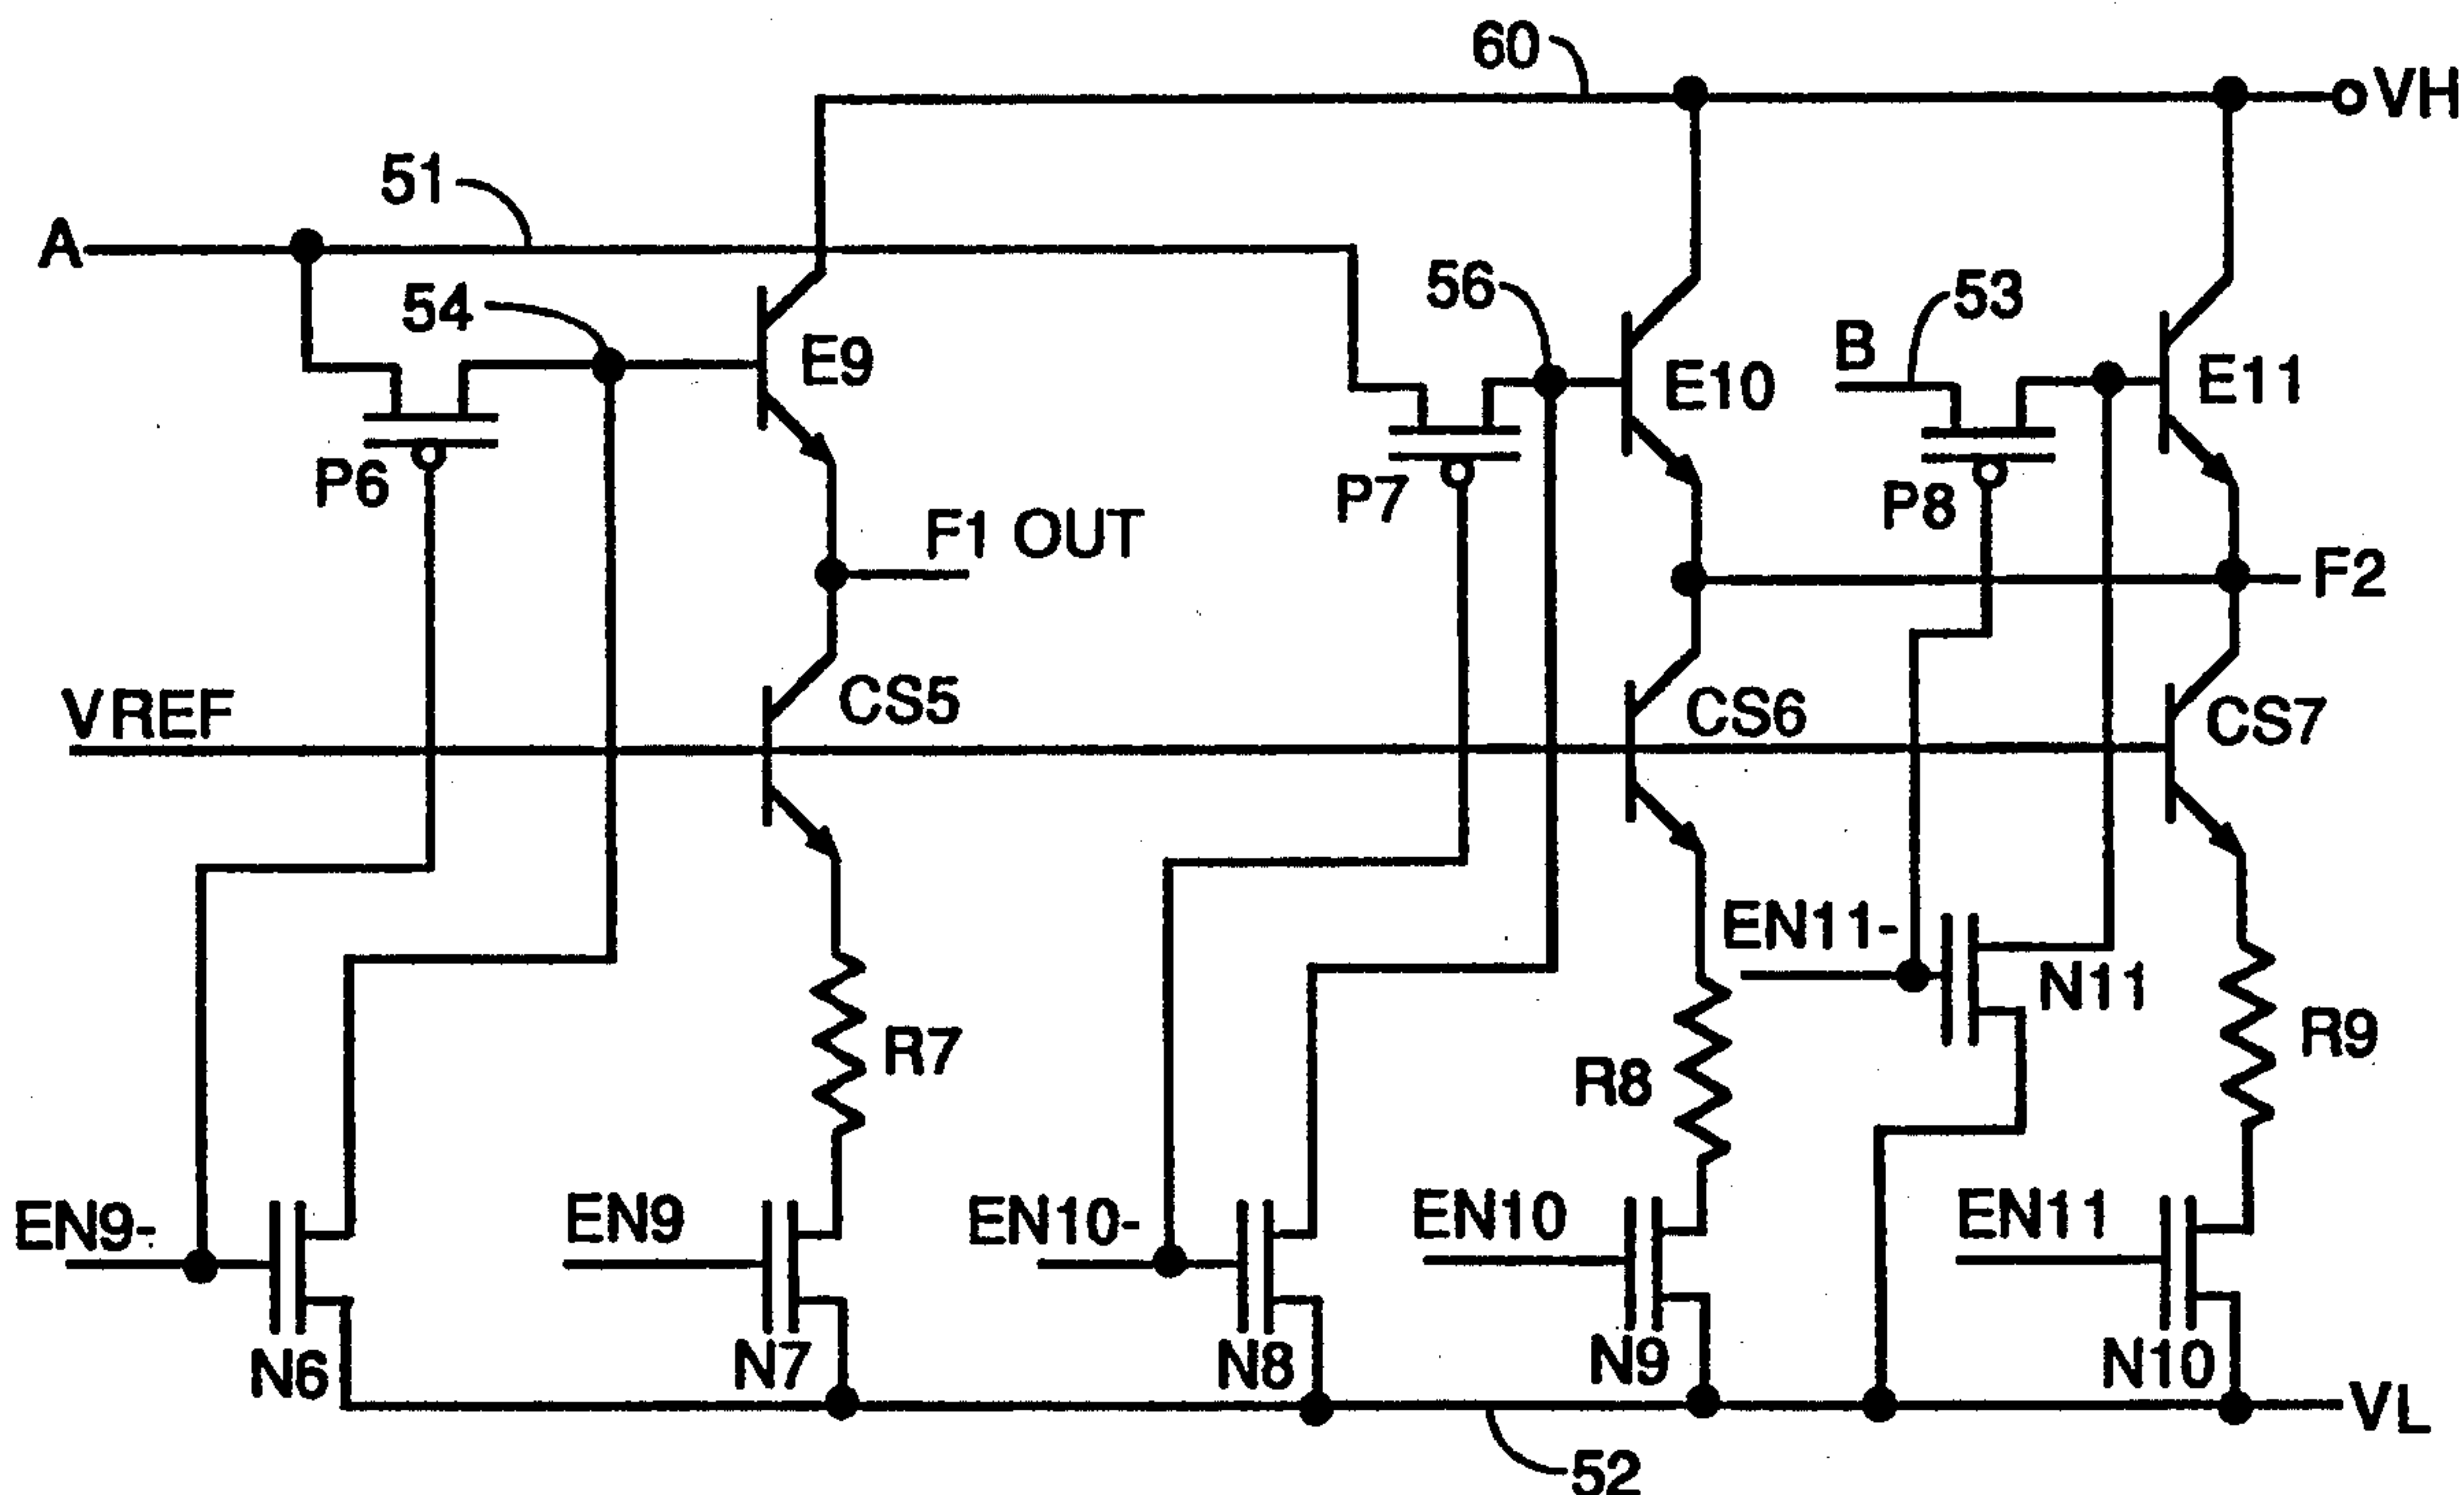 60
VH
51
A
54
56
53
B
E9
E10
E11
P6
P7
P8
F1 OUT
F2
VREF
CS5
CS6
CS7
EN11-
N11
R7
R8
R9
EN9-
EN9
EN10-
EN10
EN11
N6
N7
N8
N9
N10
VL
52